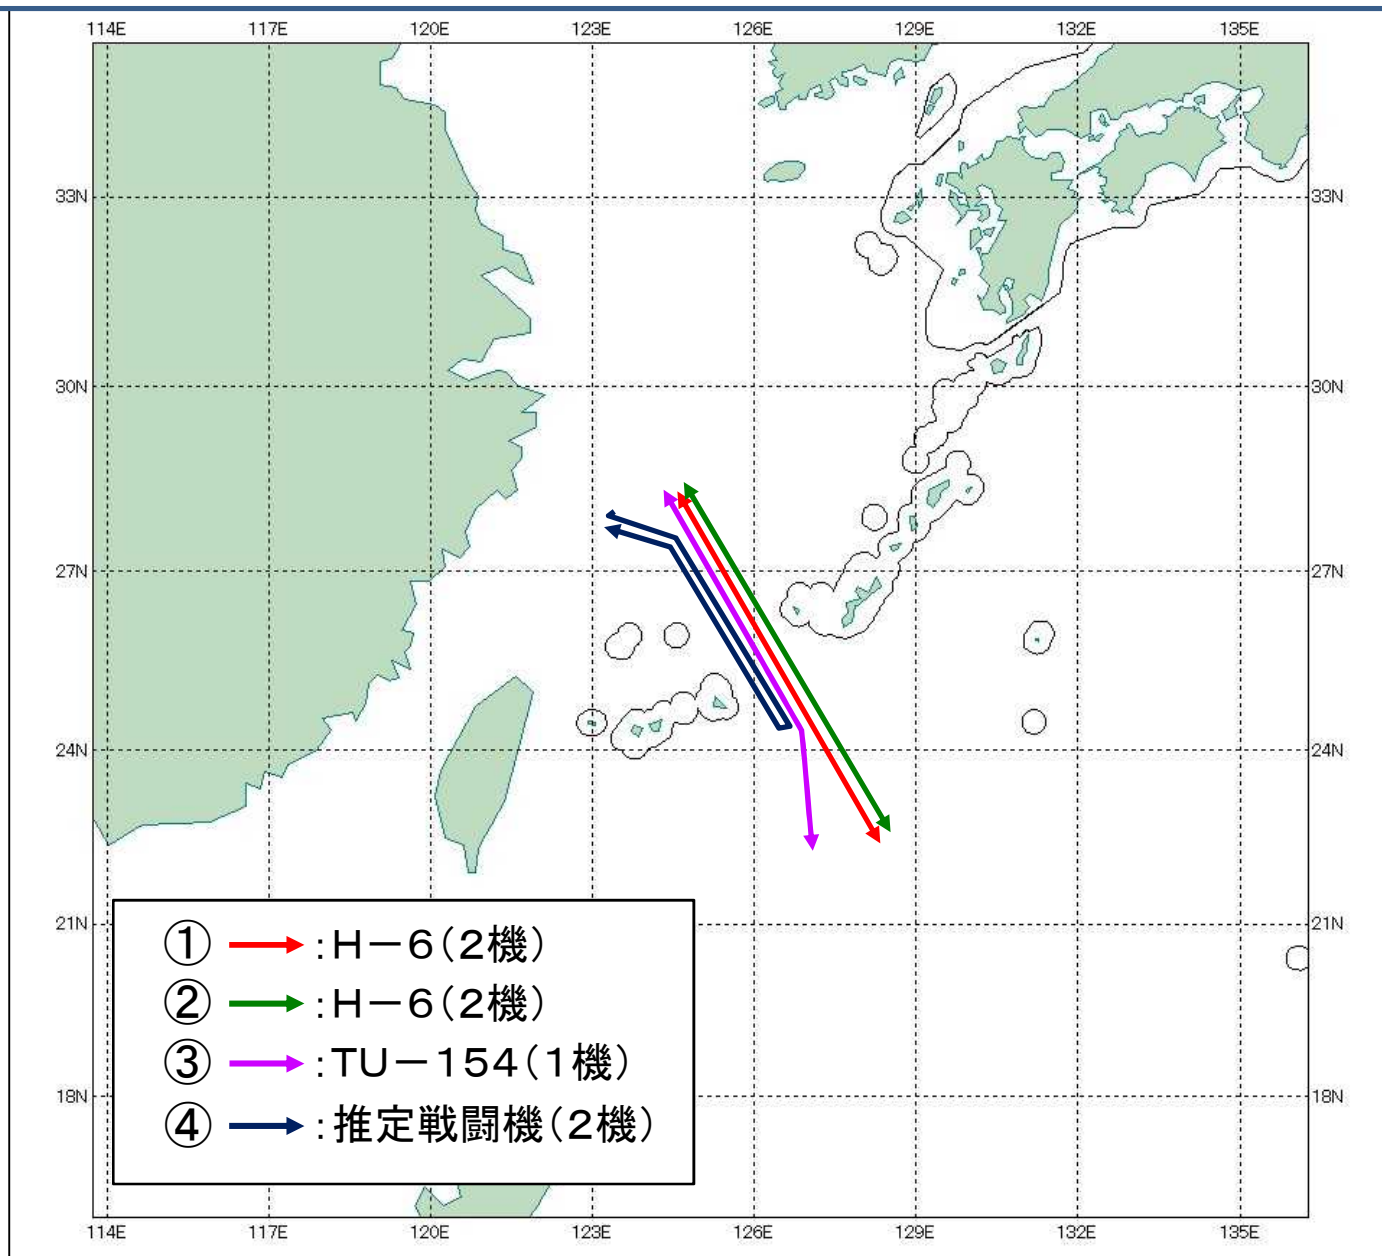 114E 117E 120E 123E 126E 129E 132E 135E
33N 33N
30N 30N
27N 27N
24N 24N
21N 21N
18N 18N
① :H－6(2機)
② :H－6(2機)
③ :TU－154(1機)
④ :推定戦闘機(2機)
114E 117E 120E 123E 126E 129E 132E 135E